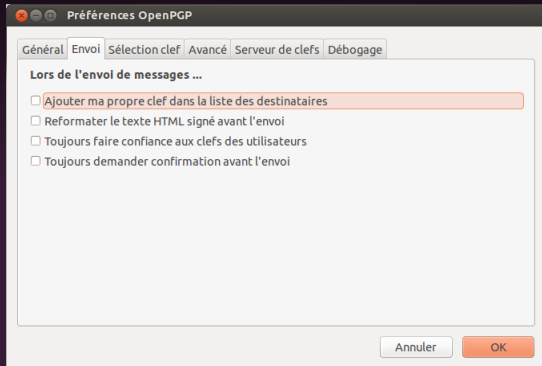 Préférences OpenPGP
Général Envoi Sélection clef Avancé Serveur de clefs Débogage
Lors de l'envoi de messages ...
Ajouter ma propre clef dans la liste des destinataires
Reformater le texte HTML signé avant l'envoi
Toujours faire confiance aux clefs des utilisateurs
Toujours demander confirmation avant l'envoi
Annuler OK